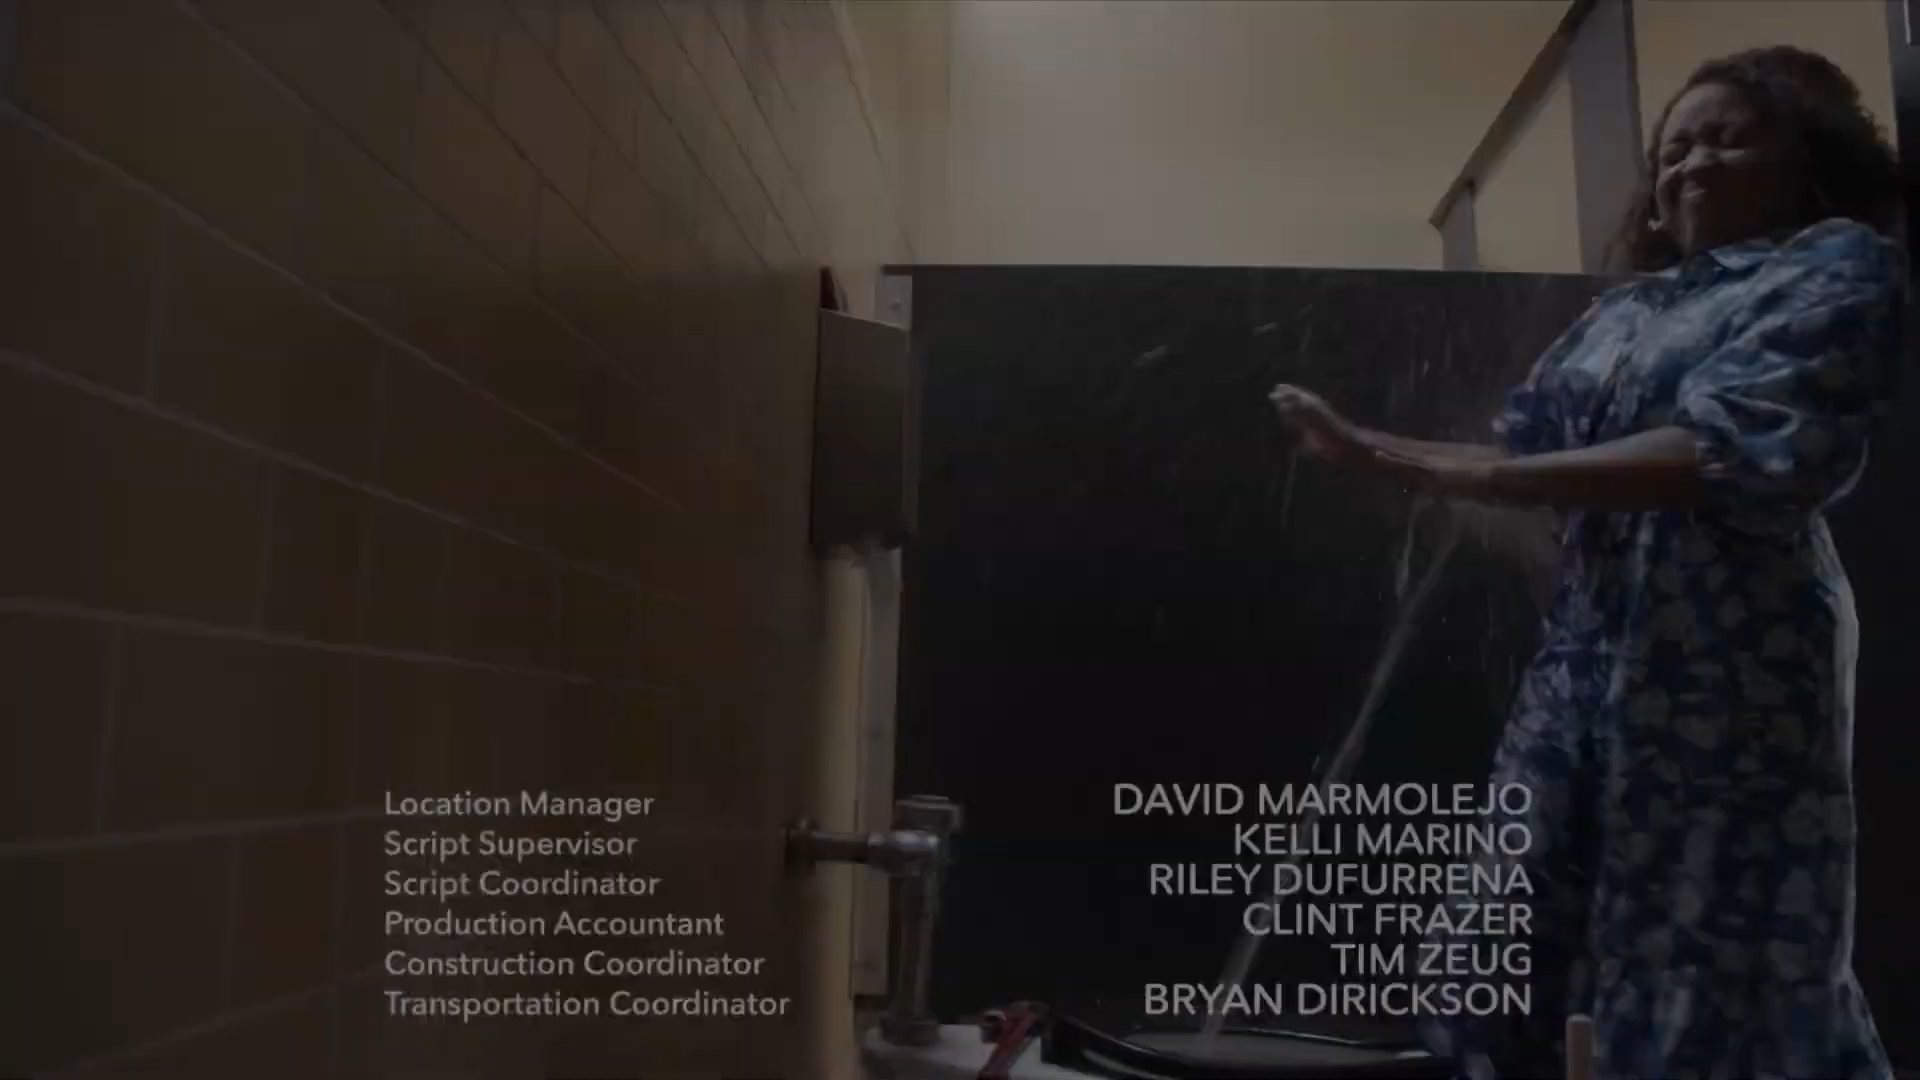 Location Manager DAVID MARMOLEJO
Script Supervisor KELLI MARINO
Script Coordinator RILEY DUFURRENA
Production Accountant CLINT FRAZER
Construction Coordinator TIM ZEUG
Transportation Coordinator BRYAN DIRICKSON